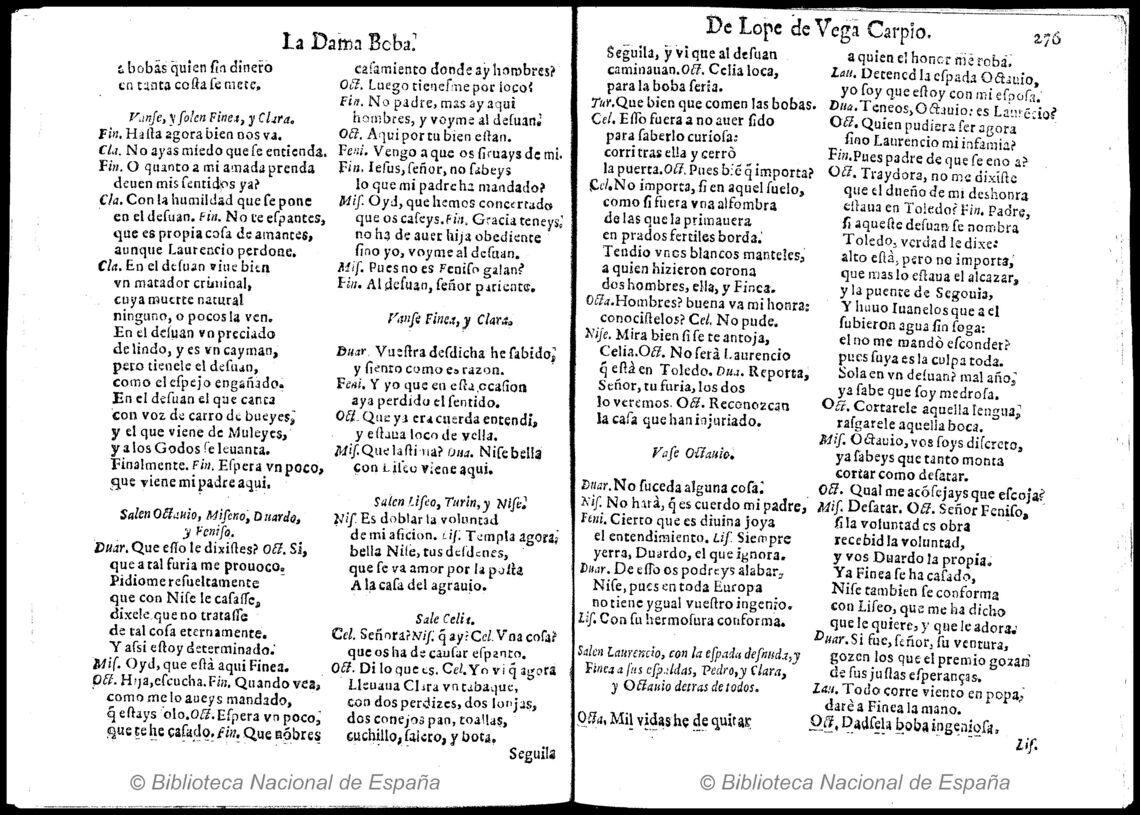 La Dama Boba.
a bobas quien ſin dinero
en tanta coſta ſe mete.
Vanſe, y ſalen Finea, y Clara.
Fin. Haſta agora bien nos va.
Cla. No ayas miedo que ſe entienda.
Fin. O quanto a mi amada prenda
deuen mis ſentidos ya?
Cla. Con la humildad que ſe pone
en el deſuan. Fin. No te eſpantes,
que es propia coſa de amantes,
aunque Laurencio perdone.
Cla. En el deſuan viue bien
vn matador criminal,
cuya muerte natural
ninguno, o pocos la ven.
En el deſuan vn preciado
de lindo, y es vn cayman,
pero tienele el deſuan,
como el eſpejo engañado.
En el deſuan el que canta
con voz de carro de bueyes,
y el que viene de Muleyes,
y a los Godos ſe leuanta.
Finalmente. Fin. Eſpera vn poco,
que viene mi padre aqui.
Salen Octauio, Miſeno, Duardo,
y Feniſo.
Duar. Que eſſo le dixiſtes? Oct. Si,
que a tal furia me prouoco.
Pidiome reſueltamente
que con Niſe le caſaſſe,
dixele que no trataſſe
de tal coſa eternamente.
Y aſsi eſtoy determinado.
Miſ. Oyd, que eſtà aqui Finea.
Oct. Hija, eſcucha. Fin. Quando vea,
como me lo aueys mandado,
q̃ eſtays ſolo. Oct. Eſpera vn poco,
que te he caſado. Fin. Que nõbres
caſamiento donde ay hombres?
Oct. Luego tieneſme por loco?
Fin. No padre, mas ay aqui
hombres, y voyme al deſuan.
Oct. Aqui por tu bien eſtan.
Feni. Vengo a que os ſiruays de mi.
Fin. Ieſus, ſeñor, no ſabeys
lo que mi padre ha mandado?
Miſ. Oyd, que hemos concertado
que os caſeys. Fin. Gracia teneys,
no ha de auer hija obediente
ſino yo, voyme al deſuan.
Miſ. Pues no es Feniſo galan?
Fin. Al deſuan, ſeñor pariente.
Vanſe Finea, y Clara.
Duar. Vueſtra deſdicha he ſabido,
y ſiento como es razon.
Feni. Y yo que en eſta ocaſion
aya perdido el ſentido.
Oct. Que ya era cuerda entendi,
y eſtaua loco de vella.
Miſ. Que laſtima? Dua. Niſe bella
con Liſeo viene aqui.
Salen Liſeo, Turin, y Niſe.
Niſ. Es doblar la voluntad
de mi aficion. Liſ. Templa agora,
bella Niſe, tus deſdenes,
que ſe va amor por la poſta
A la caſa del agrauio.
Sale Celia.
Cel. Señora? Niſ. q̃ ay? Cel. Vna coſa?
que os ha de cauſar eſpanto.
Oct. Di lo que es. Cel. Yo vi q̃ agora
Lleuaua Clara vn tabaque,
con dos perdizes, dos lonjas,
dos conejos pan, toallas,
cuchillo, ſalero, y bota.
Seguila
De Lope de Vega Carpio.
276
Seguila, y vi que al deſuan
caminauan. Oct. Celia loca,
para la boba ſeria.
Tur. Que bien que comen las bobas.
Cel. Eſſo fuera a no auer ſido
para ſaberlo curioſa:
corri tras ella y cerrò
la puerta. Oct. Pues biẽ q̃ importa?
Cel. No importa, ſi en aquel ſuelo,
como ſi fuera vna alfombra
de las que la primauera
en prados fertiles borda.
Tendio vnos blancos manteles,
a quien hizieron corona
dos hombres, ella, y Finea.
Octa. Hombres? buena va mi honra:
conociſtelos? Cel. No pude.
Niſe. Mira bien ſi ſe te antoja,
Celia. Oct. No ſerà Laurencio
q̃ eſtà en Toledo. Dua. Reporta,
Señor, tu furia, los dos
lo veremos. Oct. Reconozcan
la caſa que han injuriado.
Vaſe Octauio.
Duar. No ſuceda alguna coſa.
Niſ. No harà, q̃ es cuerdo mi padre,
Feni. Cierto que es diuina joya
el entendimiento. Liſ. Siempre
yerra, Duardo, el que ignora.
Duar. De eſſo os podreys alabar,
Niſe, pues en toda Europa
no tiene ygual vueſtro ingenio.
Liſ. Con ſu hermoſura conforma.
Salen Laurencio, con la eſpada deſnuda, y
Finea a ſus eſpaldas, Pedro, y Clara,
y Octauio detras de todos.
Octa. Mil vidas he de quitar
a quien el honor me roba.
Lau. Detened la eſpada Octauio,
yo ſoy que eſtoy con mi eſpoſa.
Dua. Teneos, Octauio: es Laurẽcio?
Oct. Quien pudiera ſer agora
ſino Laurencio mi infamia?
Fin. Pues padre de que ſe eno a?
Oct. Traydora, no me dixiſte
que el dueño de mi deshonra
eſtaua en Toledo? Fin. Padre,
ſi aqueſte deſuan ſe nombra
Toledo, verdad le dixe:
alto eſtà, pero no importa,
que mas lo eſtaua el alcazar,
y la puente de Segouia,
Y huuo Iuanelos que a el
ſubieron agua ſin ſoga:
el no me mandò eſconder?
pues ſuya es la culpa toda.
Sola en vn deſuan? mal año,
ya ſabe que ſoy medroſa.
Oct. Cortarele aquella lengua,
raſgarele aquella boca.
Miſ. Octauio, vos ſoys diſcreto,
ya ſabeys que tanto monta
cortar como deſatar.
Oct. Qual me acõſejays que eſcoja?
Miſ. Deſatar. Oct. Señor Feniſo,
ſi la voluntad es obra
recebid la voluntad,
y vos Duardo la propia.
Ya Finea ſe ha caſado,
Niſe tambien ſe conforma
con Liſeo, que me ha dicho
que le quiere, y que le adora.
Duar. Si fue, ſeñor, ſu ventura,
gozen los que el premio gozan
de ſus juſtas eſperanças.
Lau. Todo corre viento en popa,
darè a Finea la mano.
Oct. Dadſela boba ingenioſa.
Liſ.
© Biblioteca Nacional de España
© Biblioteca Nacional de España